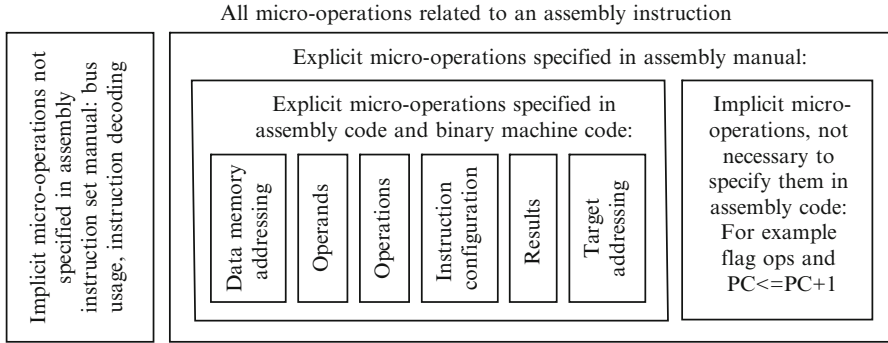 All micro-operations related to an assembly instruction
Implicit micro-operations not
specified in assembly
instruction set manual: bus
usage, instruction decoding
Explicit micro-operations specified in assembly manual:
Explicit micro-operations specified in
assembly code and binary machine code:
Data memory
addressing
Operands
Operations
Instruction
configuration
Results
Target
addressing
Implicit micro-
operations, not
necessary to
specify them in
assembly code:
For example
flag ops and
PC<=PC+1